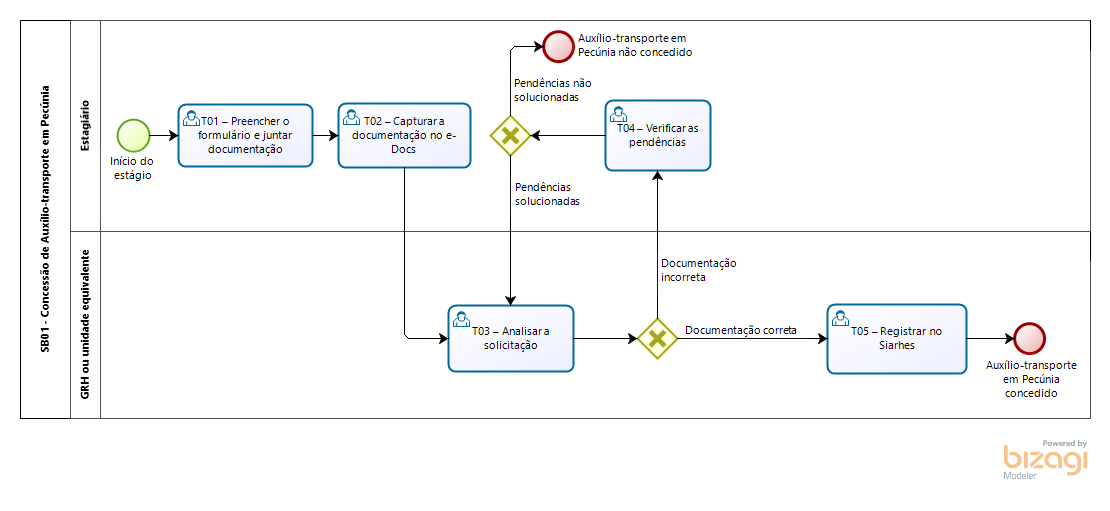 SB01 - Concessão de Auxílio-transporte em Pecúnia
Estagiário
Início do
estágio
T01 – Preencher o
formulário e juntar
documentação
T02 – Capturar a
documentação no e-
Docs
Auxílio-transporte em
Pecúnia não concedido
Pendências não
solucionadas
T04 – Verificar as
pendências
Pendências
solucionadas
GRH ou unidade equivalente
Documentação
incorreta
T03 – Analisar a
solicitação
Documentação correta
T05 – Registrar no
Siarhes
Auxílio-transporte
em Pecúnia
concedido
Powered by
bizagi
Modeler